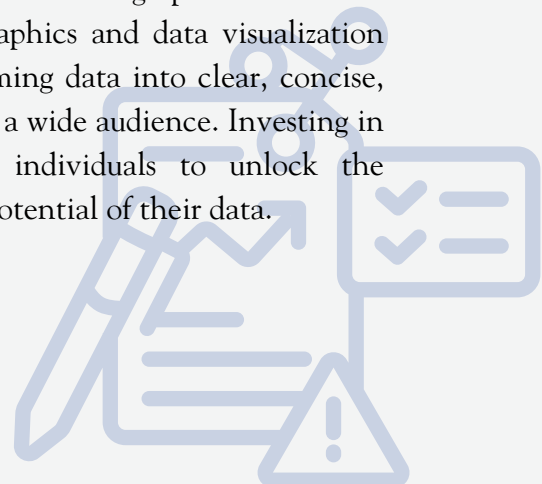 aphics and data visualization
ning data into clear, concise,
a wide audience. Investing in
individuals to unlock the
otential of their data.